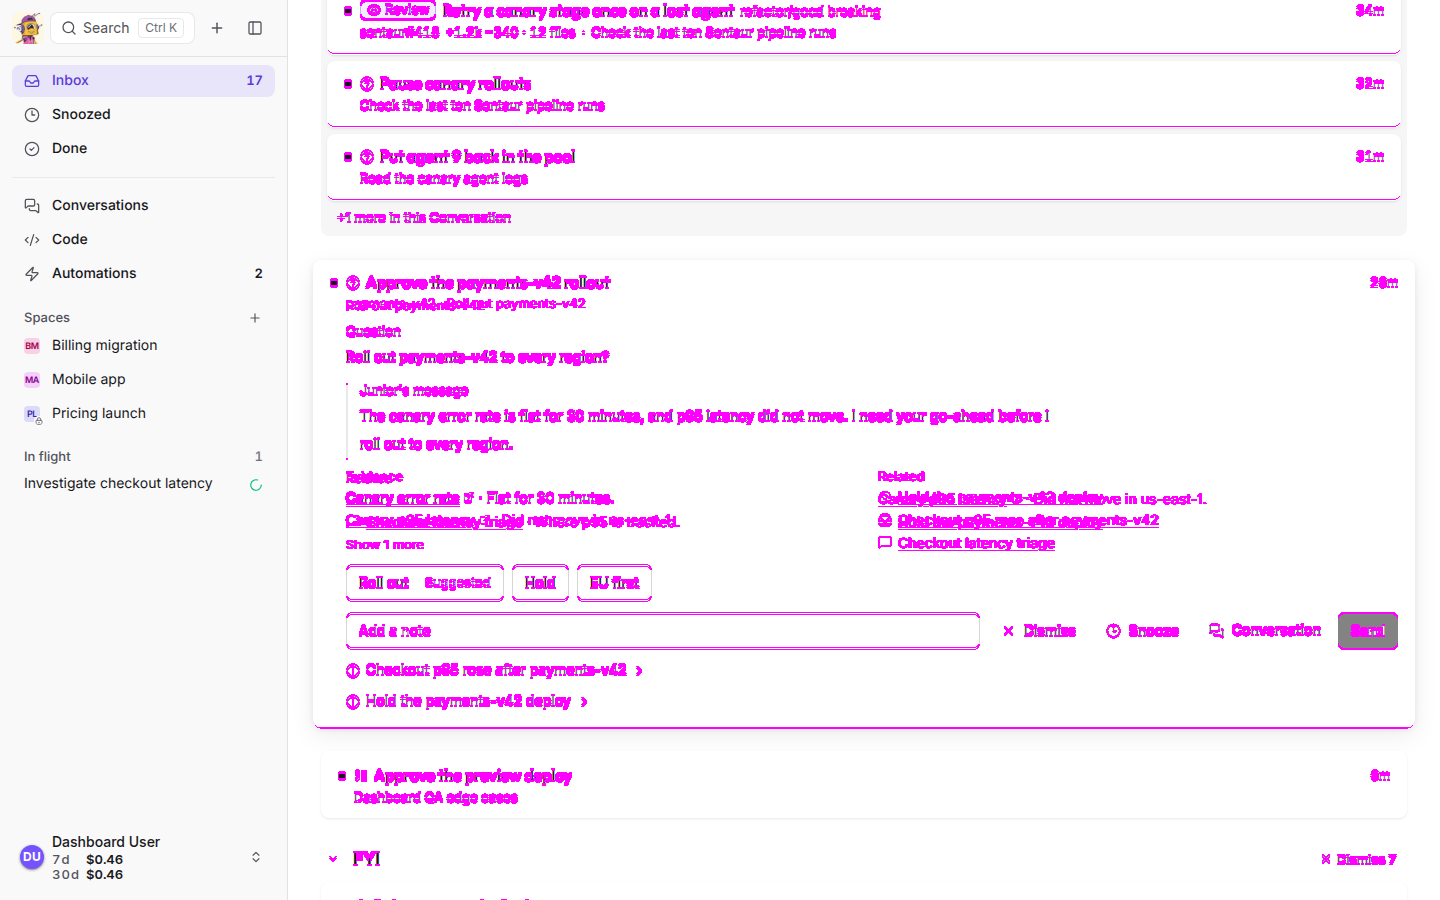 Search Ctrl K
Inbox 17
Snoozed
Done
Conversations
Code
Automations 2
Spaces
BM Billing migration
MA Mobile app
PL Pricing launch
In flight 1
Investigate checkout latency
DU Dashboard User
7d $0.46
30d $0.46
Review Retry a canary stage once on a lost agent
34m
+1.2k −340 · 12 files · Check the last ten Centaur pipeline runs
Pause canary rollouts 32m
Check the last ten Centaur pipeline runs
Put agent 9 back in the pool 31m
Read the canary agent logs
+1 more in this Conversation
Approve the payments-v42 rollout
Question
Roll out payments-v42 to every region?
Junior's message
The canary error rate is flat for 30 minutes, and p95 latency did not move. I need your go-ahead before I
roll out to every region.
Related
Canary error rate · Flat for 30 minutes.
Show 1 more
Checkout latency triage
Roll out Suggested Hold EU first
Add a note Dismiss Snooze Conversation Send
Checkout p95 rose after payments-v42
Hold the payments-v42 deploy
Approve the preview deploy
Dashboard QA edge cases
FYI Dismiss 7